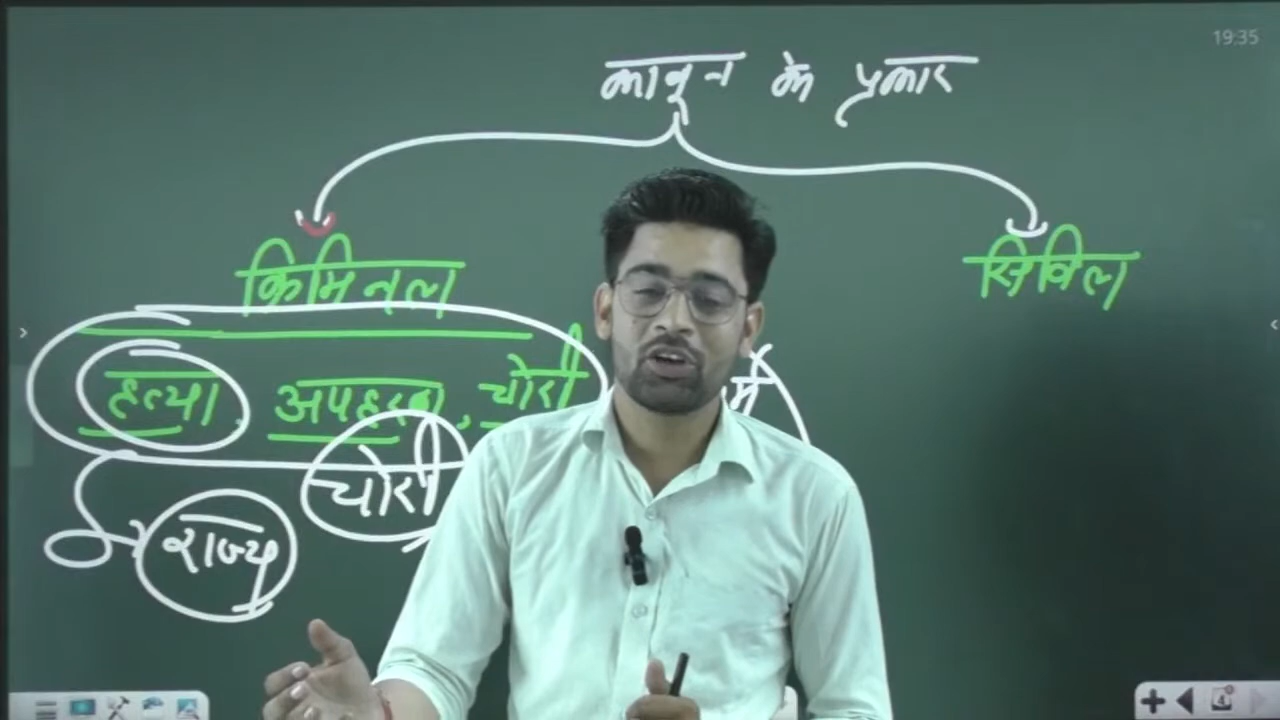 19:35
कानून के प्रकार
क्रिमिनल
सिविल
हत्या, अपहरण, चोरी
चोरी
राज्य